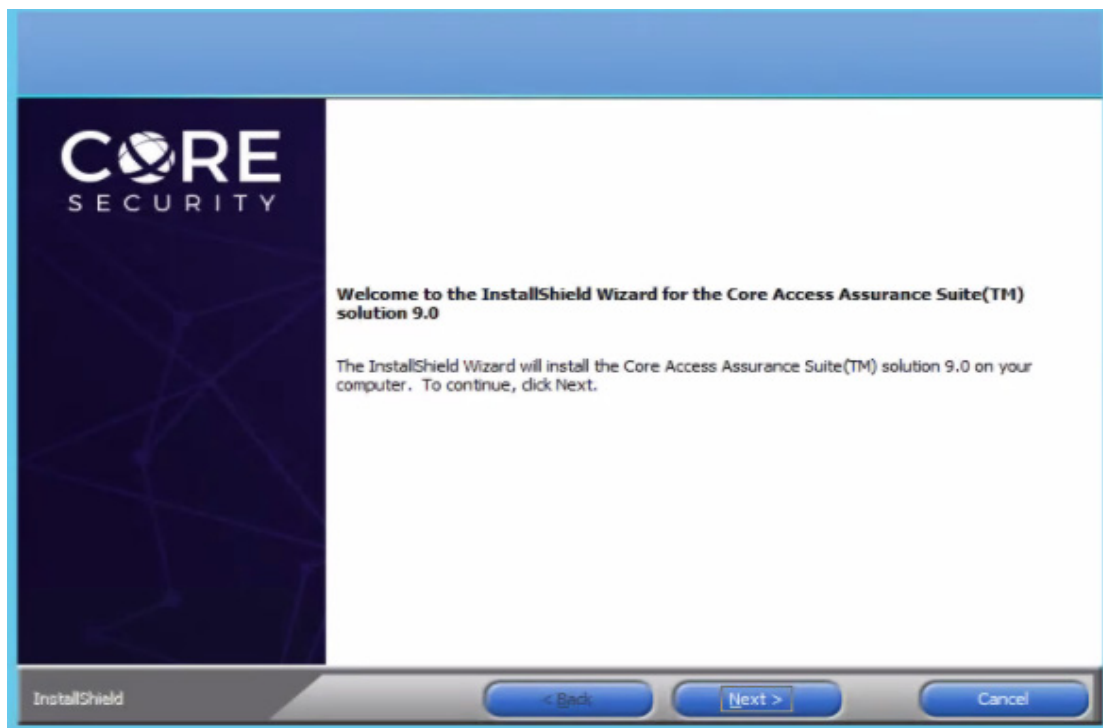 CORE
SECURITY
Welcome to the InstallShield Wizard for the Core Access Assurance Suite(TM)
solution 9.0
The InstallShield Wizard will install the Core Access Assurance Suite(TM) solution 9.0 on your
computer. To continue, click Next.
InstallShield
< Back
Next >
Cancel